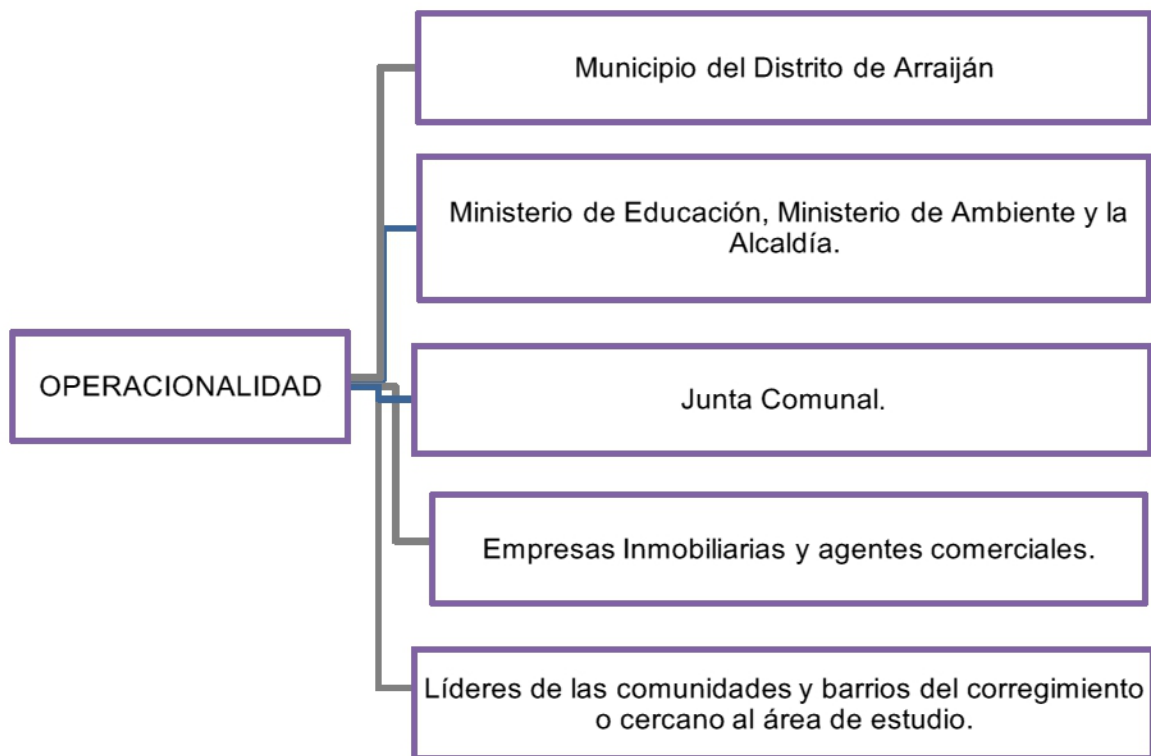 Municipio del Distrito de Arraiján
Ministerio de Educación, Ministerio de Ambiente y la
Alcaldía.
OPERACIONALIDAD
Junta Comunal.
Empresas Inmobiliarias y agentes comerciales.
Líderes de las comunidades y barrios del corregimiento
o cercano al área de estudio.